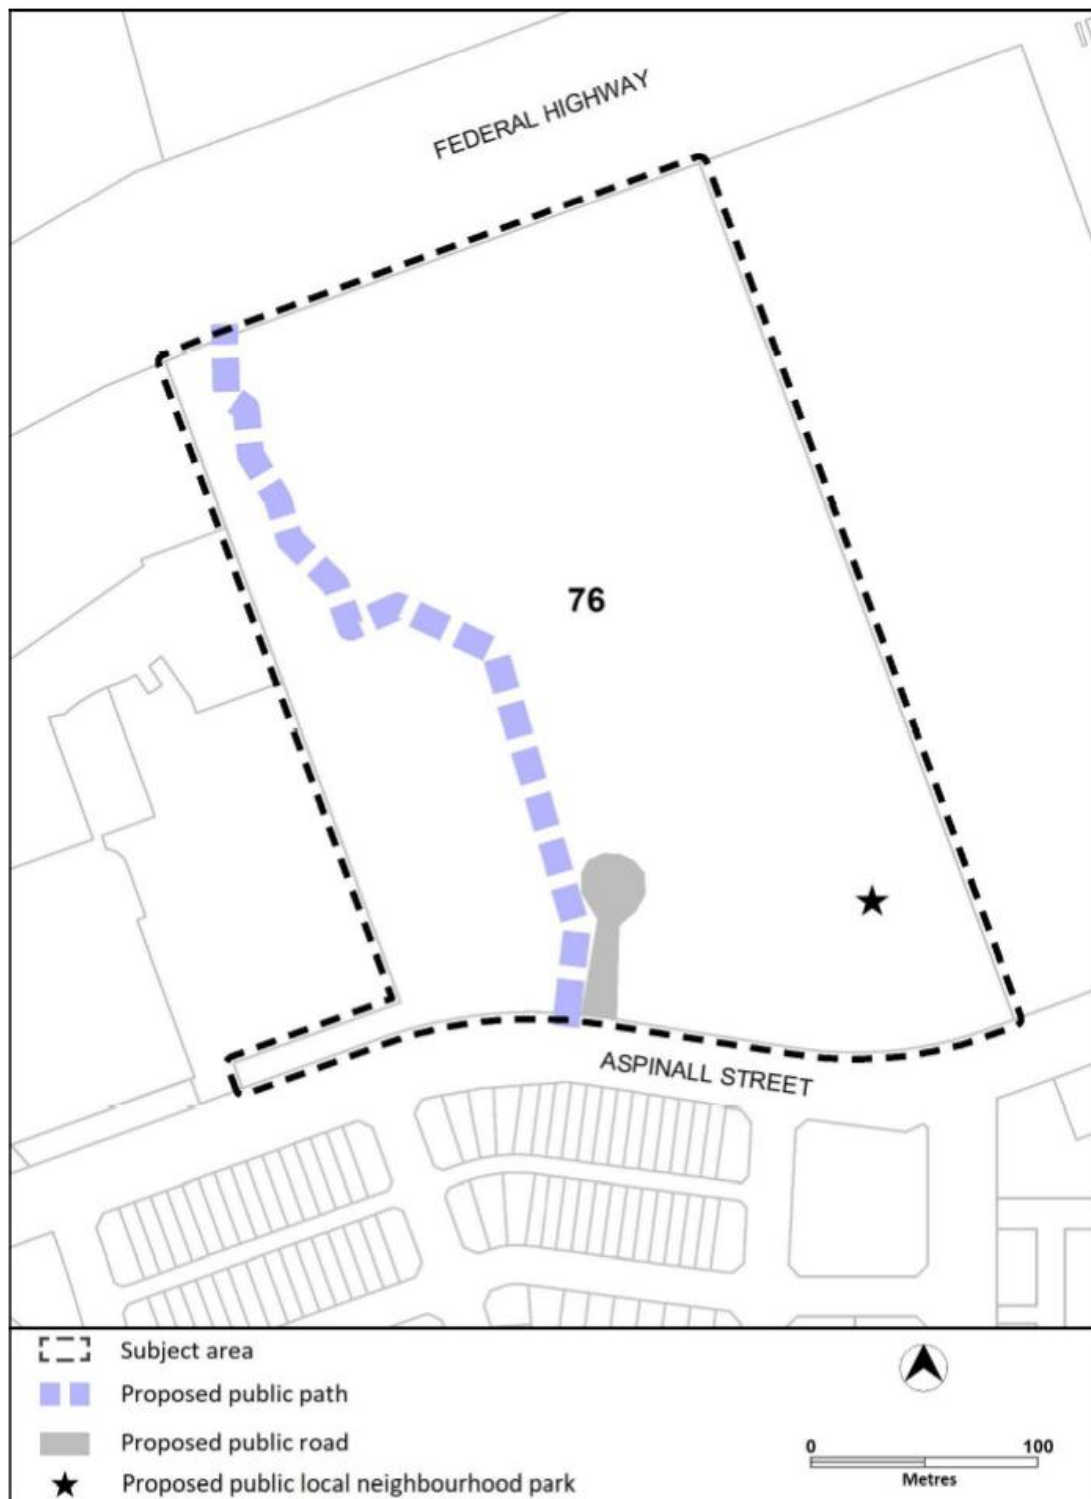 FEDERAL HIGHWAY
76
ASPINALL STREET
Subject area
Proposed public path
Proposed public road
Proposed public local neighbourhood park
0 100
Metres